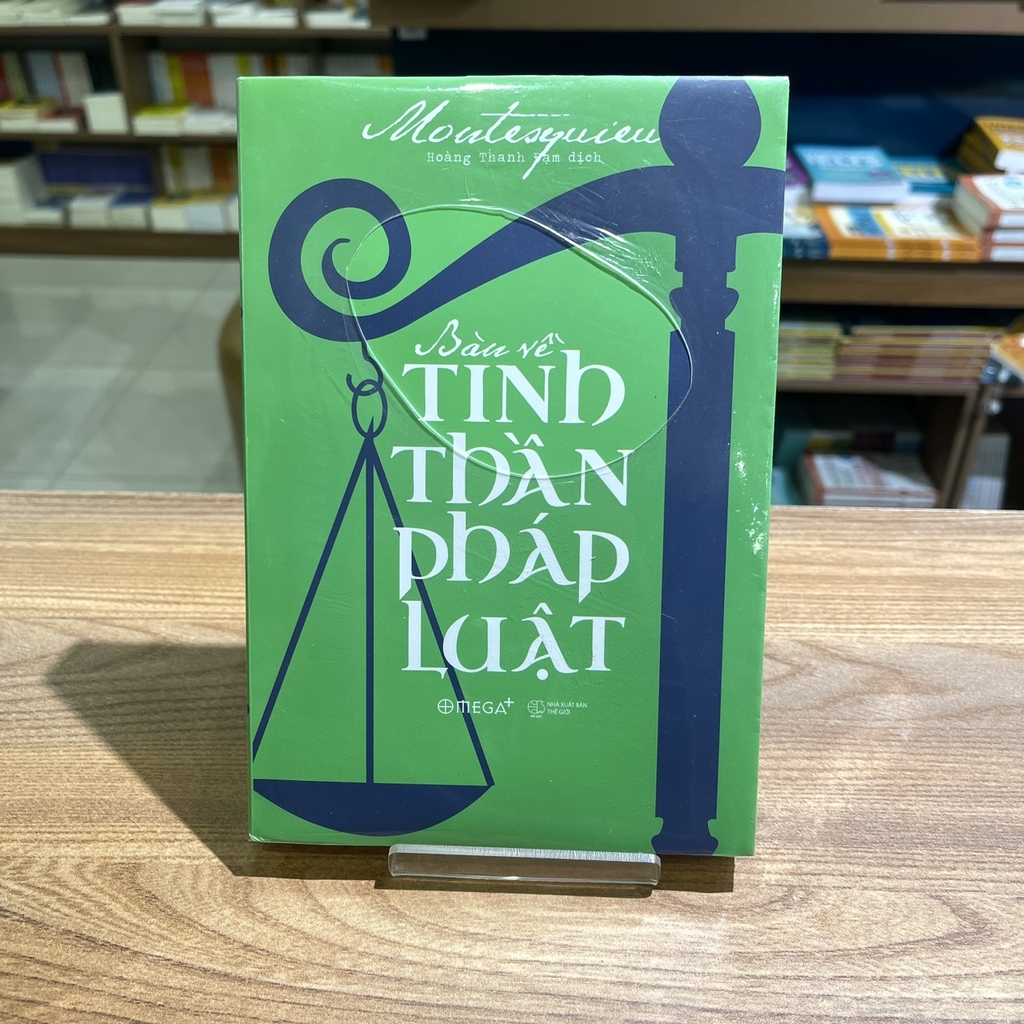 Montesquieu
Hoàng Thanh Đạm dịch
Bàn về
TINH
THẦN
PHÁP
LUẬT
OMEGA+
NHÀ XUẤT BẢN
THẾ GIỚI